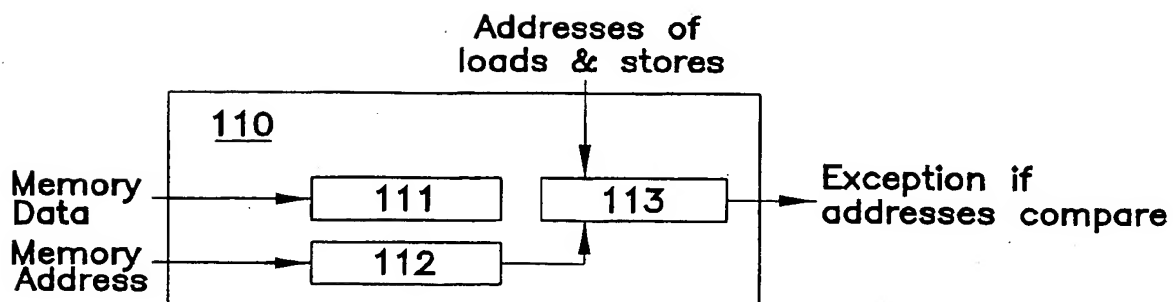 Addresses of
loads & stores
110
Memory
Data
111
113
Exception if
addresses compare
Memory
Address
112